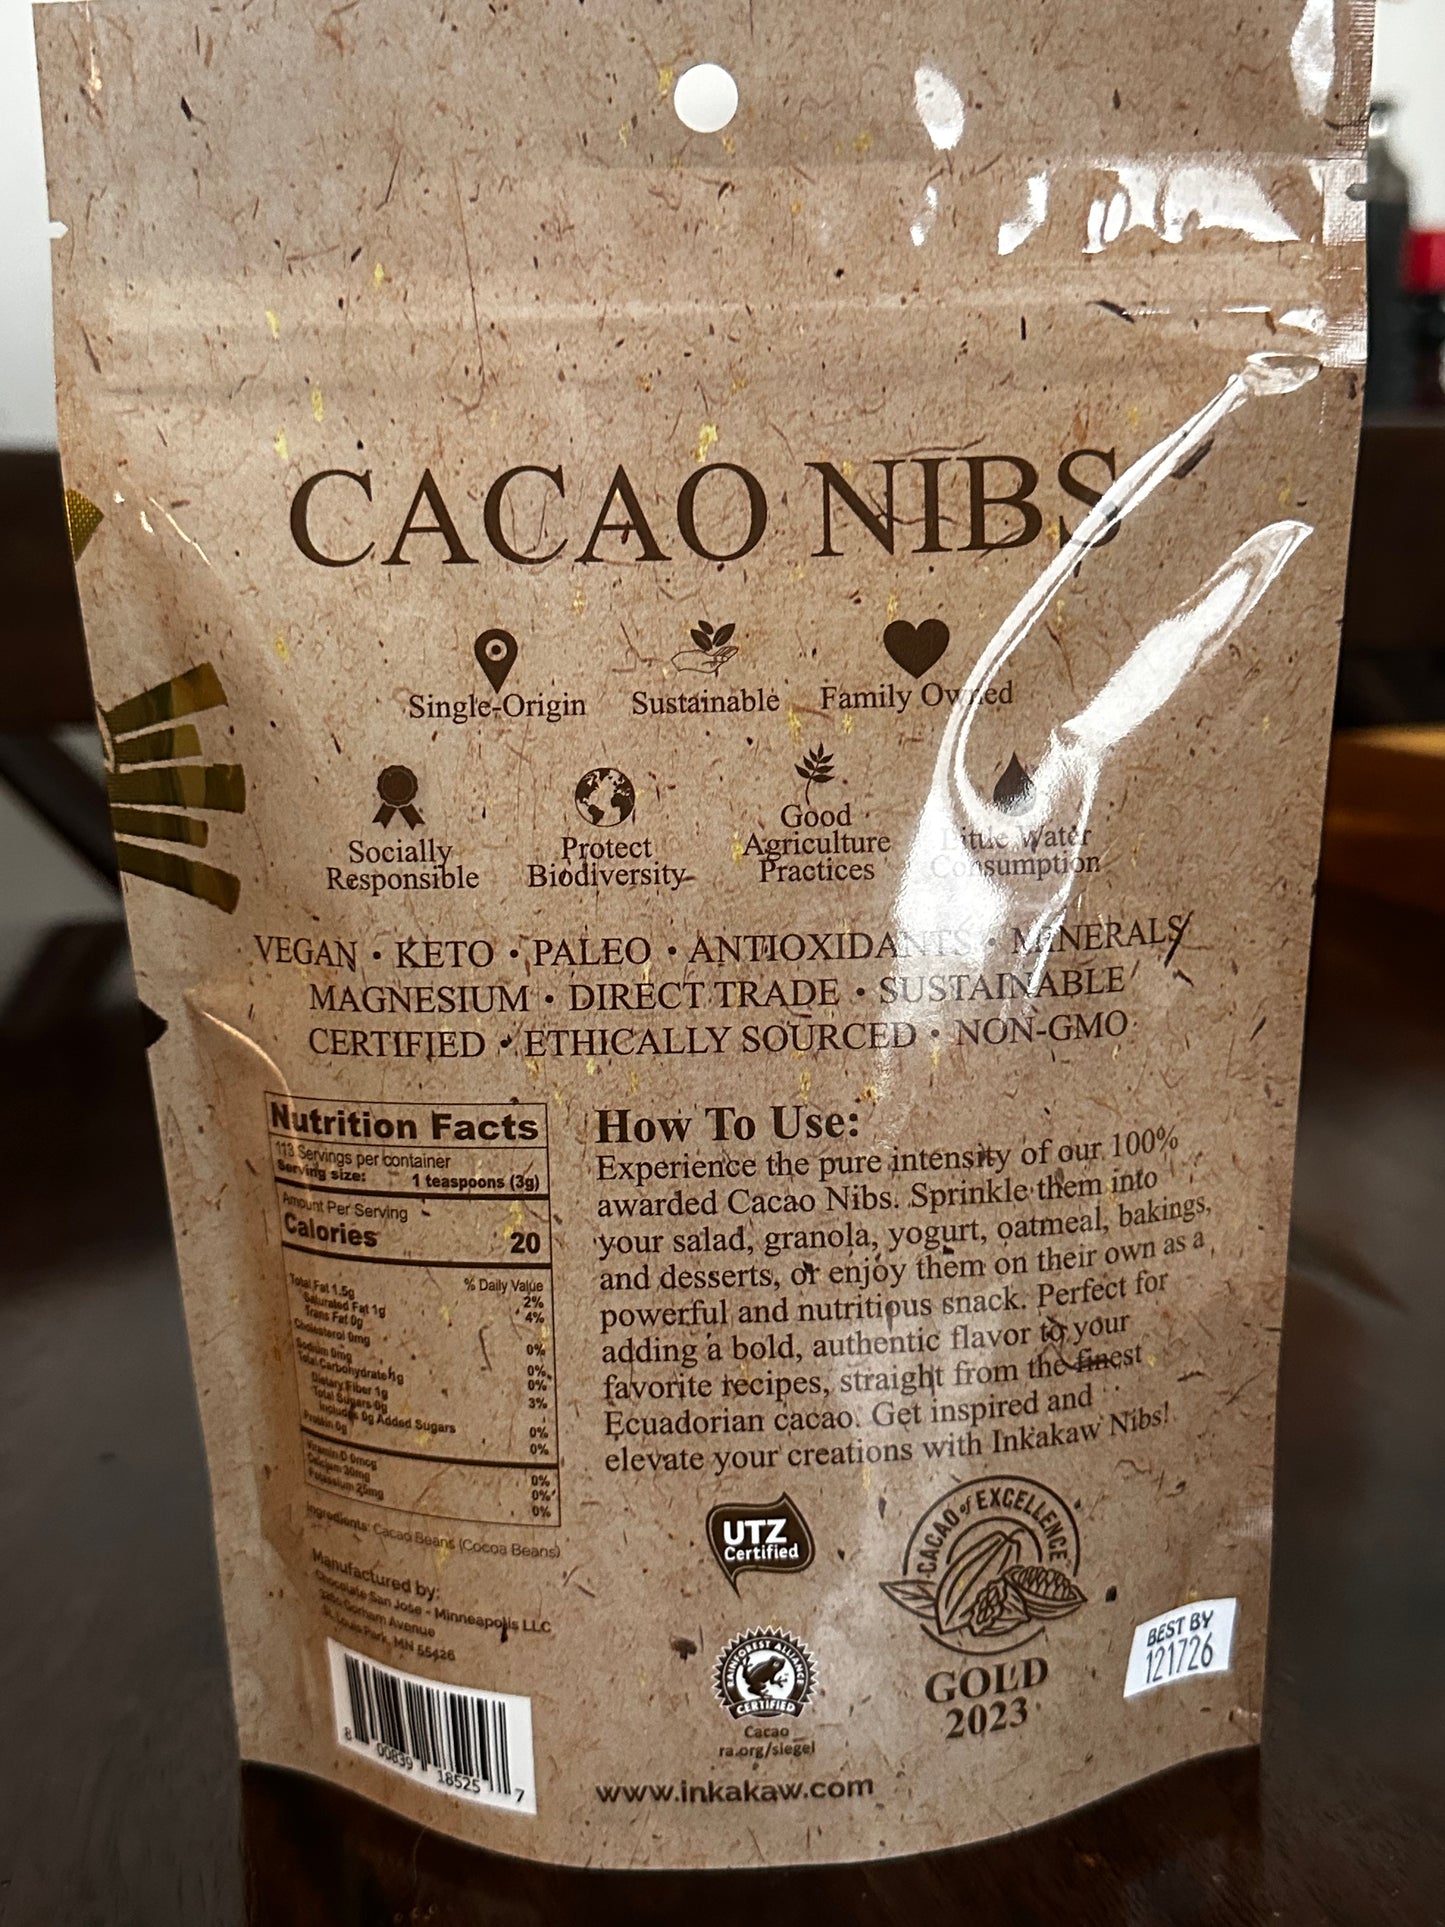 CACAO NIBS
Single-Origin Sustainable Family Owned
Socially Responsible
Protect Biodiversity
Good Agriculture Practices
Little Water Consumption
VEGAN • KETO • PALEO • ANTIOXIDANTS • MINERALS
MAGNESIUM • DIRECT TRADE • SUSTAINABLE
CERTIFIED • ETHICALLY SOURCED • NON-GMO
Nutrition Facts
113 Servings per container
Serving size: 1 teaspoons (3g)
Amount Per Serving
Calories 20
% Daily Value
Total Fat 1.5g 2%
Saturated Fat 1g 4%
Trans Fat 0g
Cholesterol 0mg 0%
Sodium 0mg 0%
Total Carbohydrate 1g 0%
Dietary Fiber 1g 3%
Total Sugars 0g
Includes 0g Added Sugars 0%
Protein 0g 0%
Vitamin D 0mcg 0%
Calcium 30mg 0%
Potassium 25mg 0%
Ingredients: Cacao Beans (Cocoa Beans)
Manufactured by:
Chocolate San Jose - Minneapolis LLC
Gorham Avenue
St. Louis Park, MN 55426
8 00839 18525 7
How To Use:
Experience the pure intensity of our 100%
awarded Cacao Nibs. Sprinkle them into
your salad, granola, yogurt, oatmeal, bakings,
and desserts, or enjoy them on their own as a
powerful and nutritious snack. Perfect for
adding a bold, authentic flavor to your
favorite recipes, straight from the finest
Ecuadorian cacao. Get inspired and
elevate your creations with Inkakaw Nibs!
UTZ
Certified
CACAO of EXCELLENCE
GOLD
2023
RAINFOREST ALLIANCE
CERTIFIED
Cacao
ra.org/siegel
www.inkakaw.com
BEST BY
121726